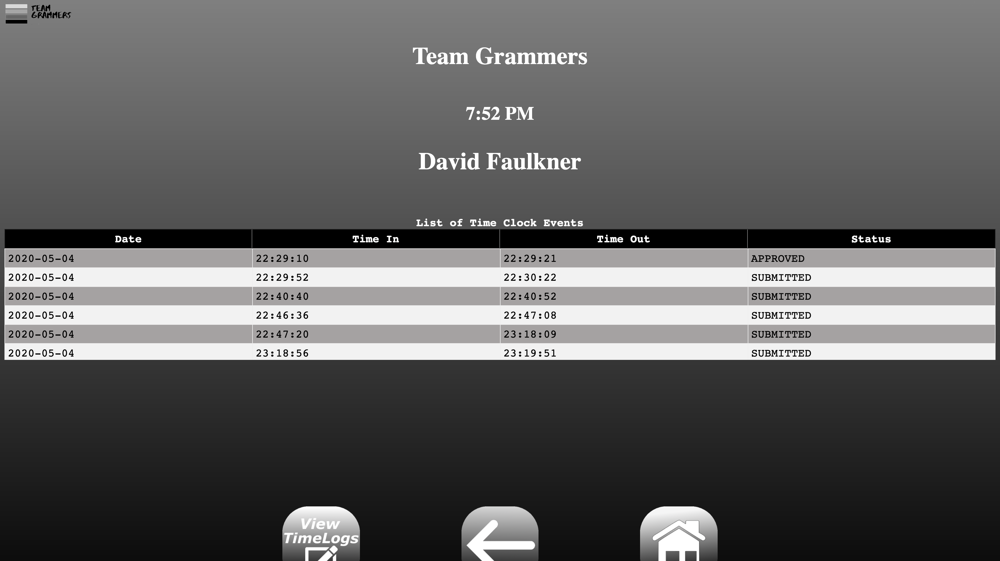 TEAM
GRAMMERS
Team Grammers
7:52 PM
David Faulkner
List of Time Clock Events
Date Time In Time Out Status
2020-05-04 22:29:10 22:29:21 APPROVED
2020-05-04 22:29:52 22:30:22 SUBMITTED
2020-05-04 22:40:40 22:40:52 SUBMITTED
2020-05-04 22:46:36 22:47:08 SUBMITTED
2020-05-04 22:47:20 23:18:09 SUBMITTED
2020-05-04 23:18:56 23:19:51 SUBMITTED
View
TimeLogs